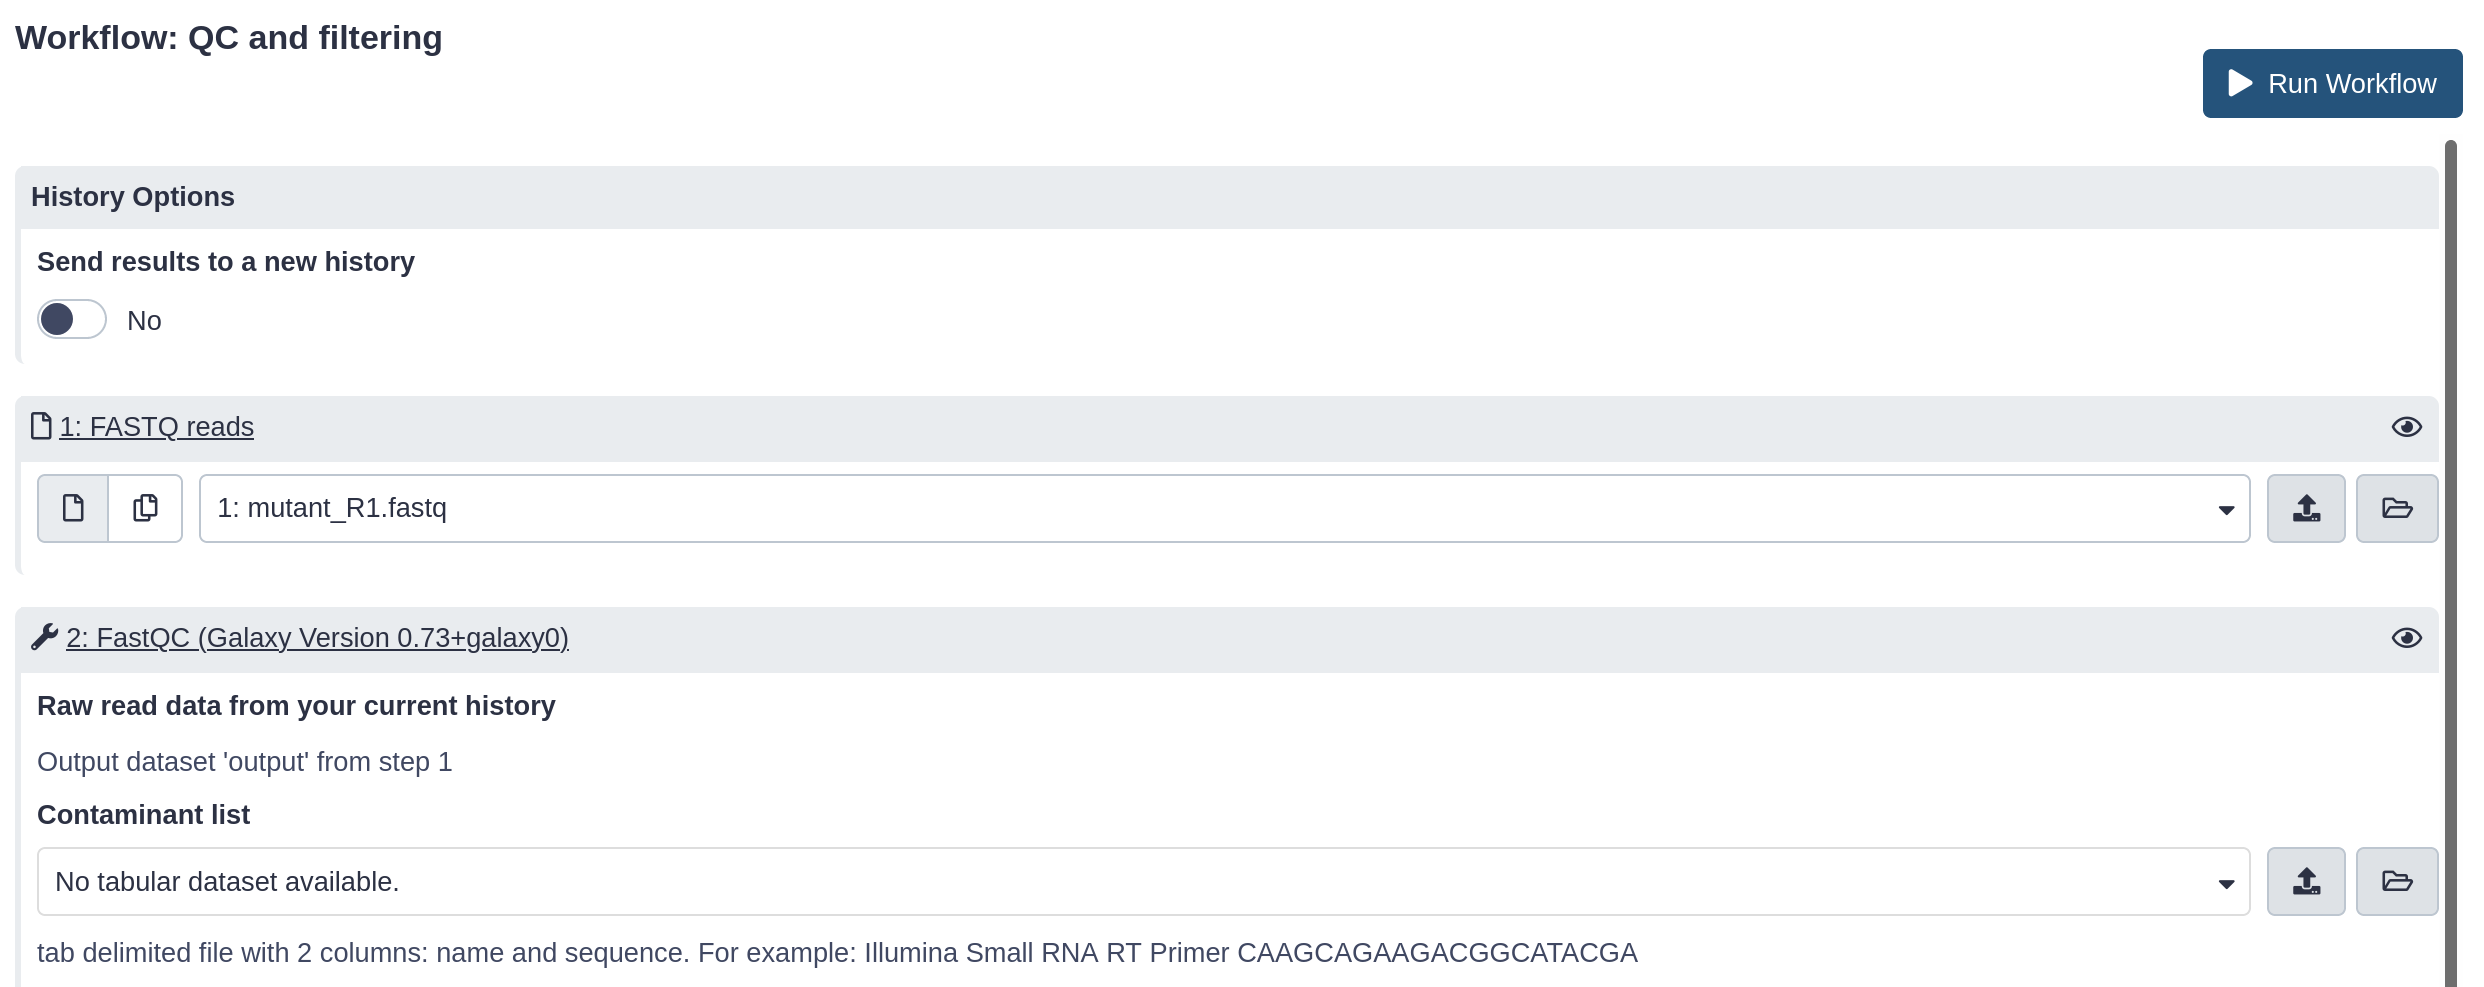 Workflow: QC and filtering
Run Workflow
History Options
Send results to a new history
No
1: FASTQ reads
1: mutant_R1.fastq
2: FastQC (Galaxy Version 0.73+galaxy0)
Raw read data from your current history
Output dataset 'output' from step 1
Contaminant list
No tabular dataset available.
tab delimited file with 2 columns: name and sequence. For example: Illumina Small RNA RT Primer CAAGCAGAAGACGGCATACGA